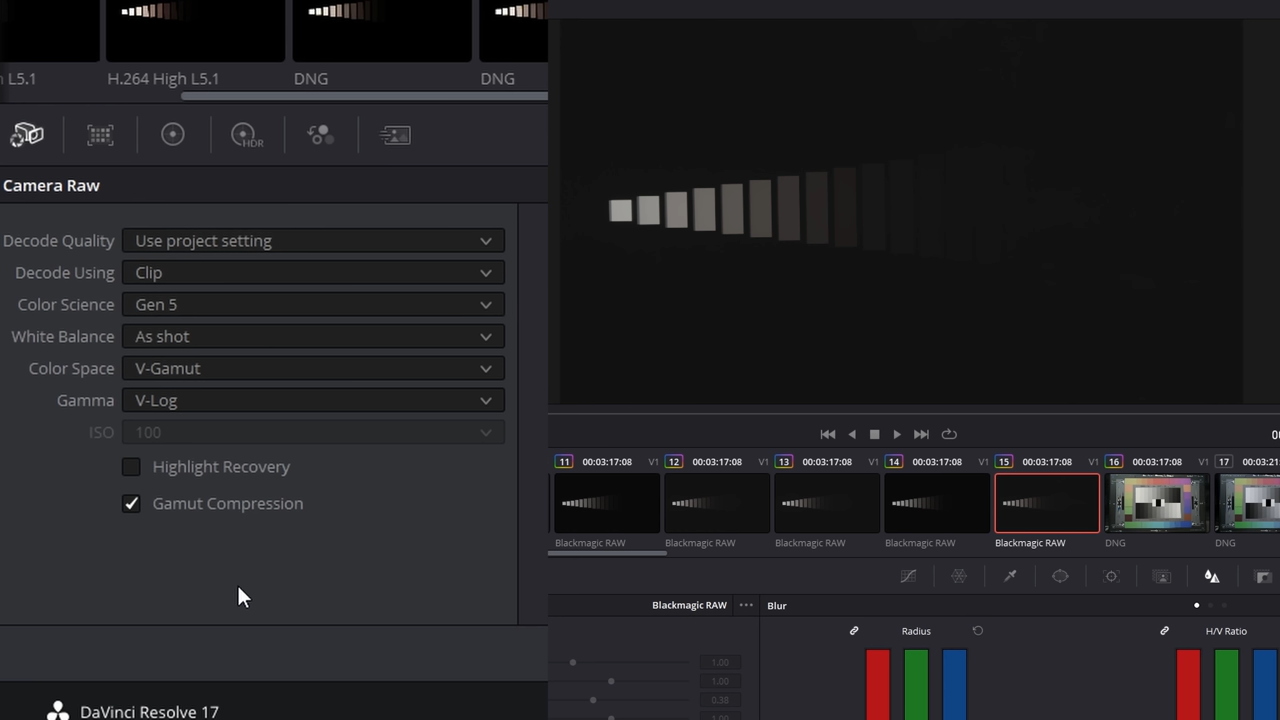 L5.1
H.264 High L5.1
DNG
DNG
HDR
Camera Raw
Decode Quality
Use project setting
Decode Using
Clip
Color Science
Gen 5
White Balance
As shot
Color Space
V-Gamut
Gamma
V-Log
ISO
100
Highlight Recovery
Gamut Compression
DaVinci Resolve 17
11 00:03:17:08 V1
12 00:03:17:08 V1
13 00:03:17:08 V1
14 00:03:17:08 V1
15 00:03:17:08 V1
16 00:03:17:08 V1
17 00:03:21:
Blackmagic RAW
Blackmagic RAW
Blackmagic RAW
Blackmagic RAW
Blackmagic RAW
DNG
DNG
Blackmagic RAW
Blur
Radius
H/V Ratio
1.00
1.00
0.38